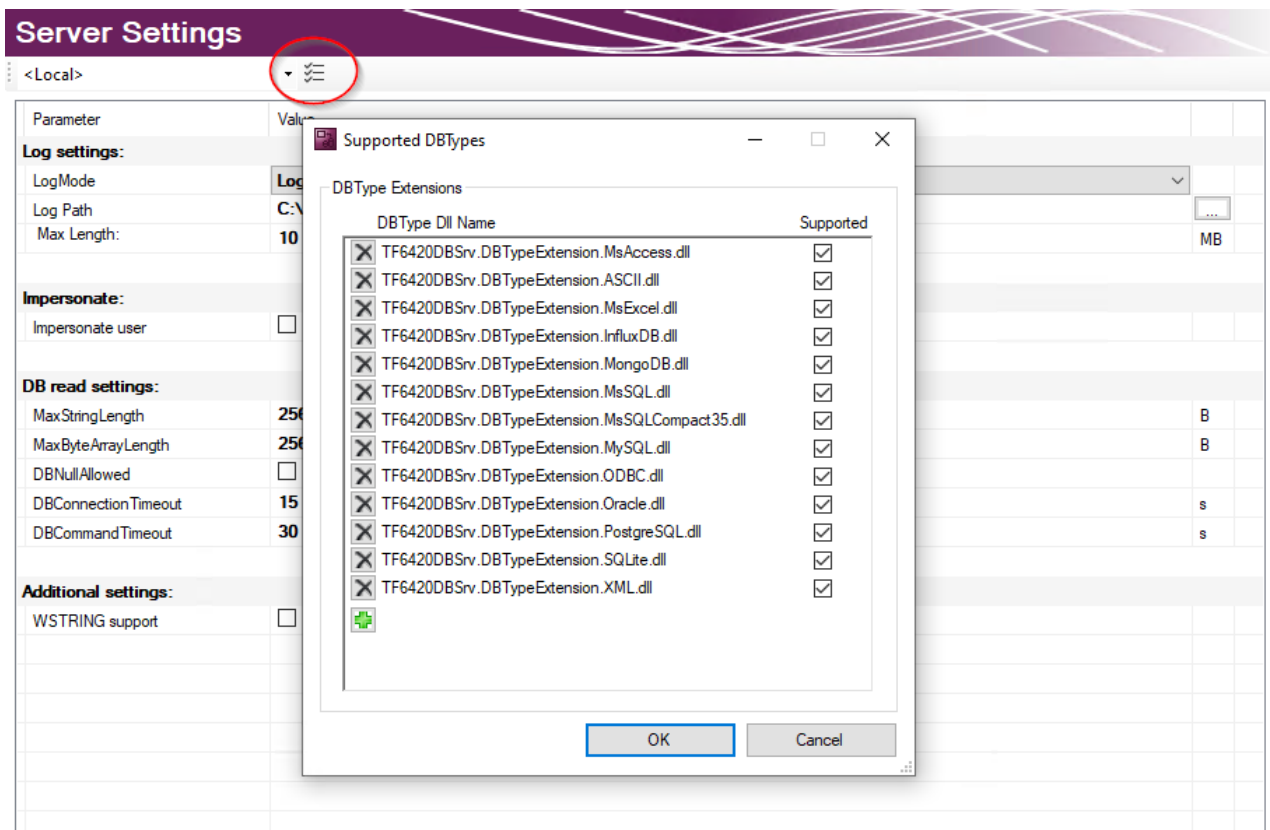 Server Settings
<Local>
Parameter
Supported DBTypes
Log settings:
LogMode
DBType Extensions
Log Path
DBType Dll Name Supported
...
Max Length: 10 MB
TF6420DBSrv.DBTypeExtension.MsAccess.dll
TF6420DBSrv.DBTypeExtension.ASCII.dll
Impersonate:
TF6420DBSrv.DBTypeExtension.MsExcel.dll
Impersonate user
TF6420DBSrv.DBTypeExtension.InfluxDB.dll
TF6420DBSrv.DBTypeExtension.MongoDB.dll
DB read settings:
TF6420DBSrv.DBTypeExtension.MsSQL.dll
MaxStringLength 256 B
TF6420DBSrv.DBTypeExtension.MsSQLCompact35.dll
MaxByteArrayLength 256 B
TF6420DBSrv.DBTypeExtension.MySQL.dll
DBNullAllowed
TF6420DBSrv.DBTypeExtension.ODBC.dll
DBConnectionTimeout 15 s
TF6420DBSrv.DBTypeExtension.Oracle.dll
DBCommandTimeout 30 s
TF6420DBSrv.DBTypeExtension.PostgreSQL.dll
TF6420DBSrv.DBTypeExtension.SQLite.dll
Additional settings:
TF6420DBSrv.DBTypeExtension.XML.dll
WSTRING support
OK Cancel